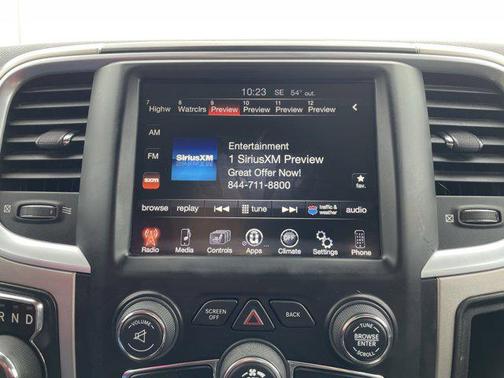 10:23 SE 54° out.
7 8 9 10 11 12
Highw Watrclrs Preview Preview Preview Preview
AM
FM
SXM
SiriusXM
Entertainment
1 SiriusXM Preview
Great Offer Now!
844-711-8800
fav.
browse replay tune traffic & weather audio
Radio Media Controls Apps Climate Settings Phone
OFF
SCREEN OFF
BACK
VOLUME
TUNE
BROWSE
ENTER
SCROLL
R N D